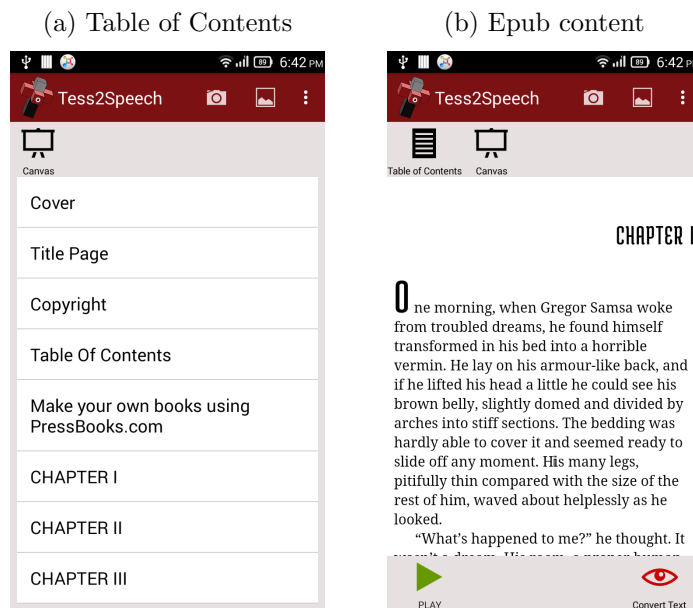 (a) Table of Contents
89 6:42 PM
Tess2Speech
Canvas
Cover
Title Page
Copyright
Table Of Contents
Make your own books using
PressBooks.com
CHAPTER I
CHAPTER II
CHAPTER III
(b) Epub content
89 6:42 P
Tess2Speech
Table of Contents Canvas
CHAPTER I
One morning, when Gregor Samsa woke
from troubled dreams, he found himself
transformed in his bed into a horrible
vermin. He lay on his armour-like back, and
if he lifted his head a little he could see his
brown belly, slightly domed and divided by
arches into stiff sections. The bedding was
hardly able to cover it and seemed ready to
slide off any moment. His many legs,
pitifully thin compared with the size of the
rest of him, waved about helplessly as he
looked.
“What’s happened to me?” he thought. It
PLAY Convert Text